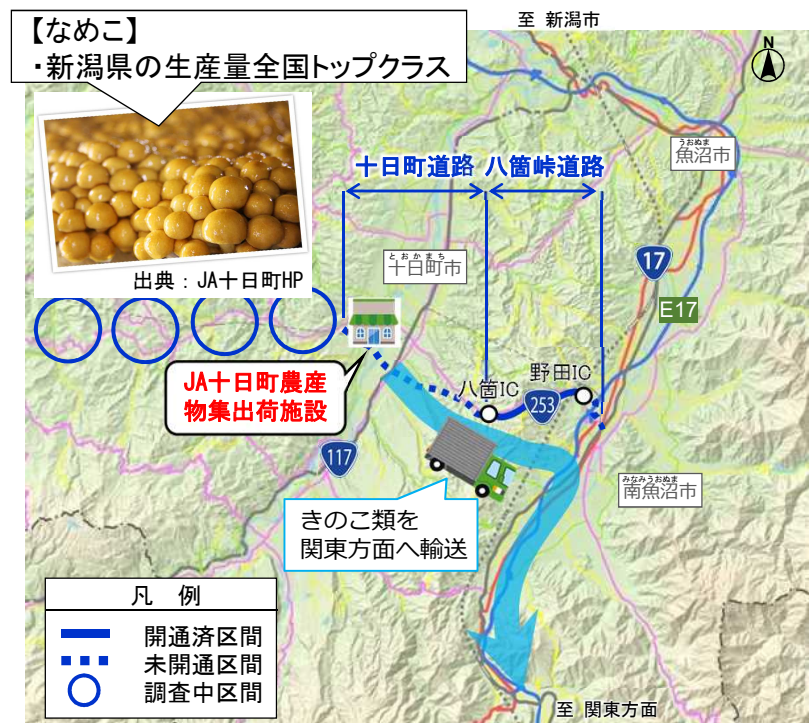 至 新潟市
【なめこ】
・新潟県の生産量全国トップクラス
N
うおぬま
魚沼市
十日町道路 八箇峠道路
とおかまち
十日町市
17
出典：JA十日町HP
E17
JA十日町農産
物集出荷施設
八箇IC
野田IC
253
117
みなみうおぬま
南魚沼市
きのこ類を
関東方面へ輸送
凡 例
開通済区間
未開通区間
調査中区間
至 関東方面